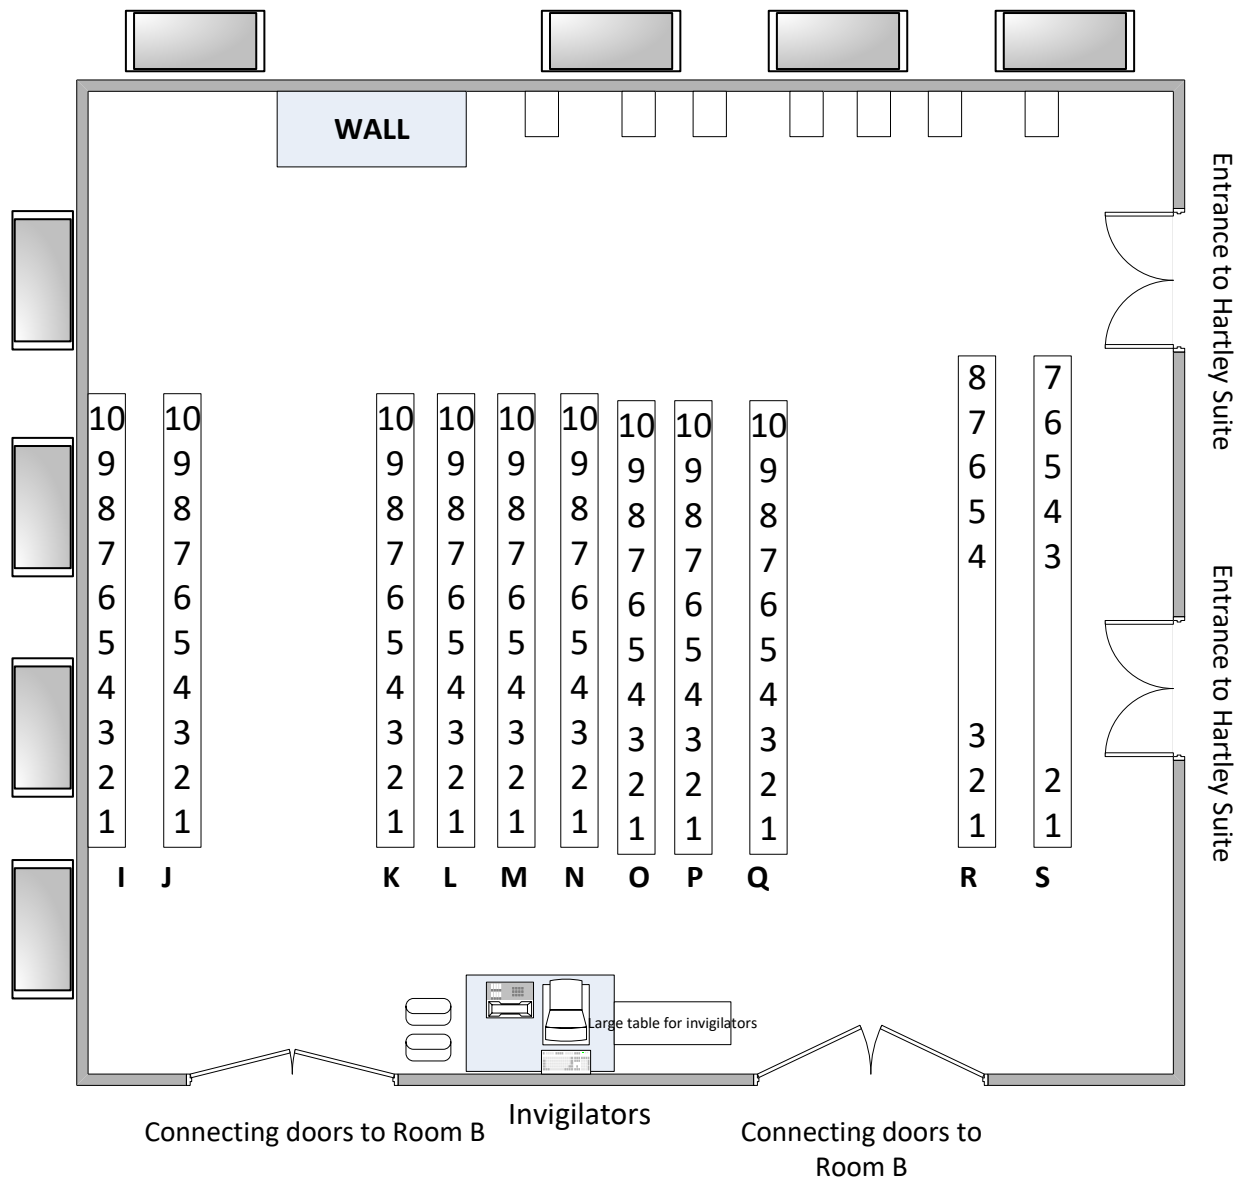 WALL
Entrance to Hartley Suite
8 7
10 10 10 10 10 10 10 10 10 7 6
9 9 9 9 9 9 9 9 9 6 5
8 8 8 8 8 8 8 8 8 5 4
7 7 7 7 7 7 7 7 7 4 3
6 6 6 6 6 6 6 6 6
5 5 5 5 5 5 5 5 5
4 4 4 4 4 4 4 4 4
3 3 3 3 3 3 3 3 3 3
2 2 2 2 2 2 2 2 2 2 2
1 1 1 1 1 1 1 1 1 1 1
I J K L M N O P Q R S
Entrance to Hartley Suite
Large table for invigilators
Invigilators
Connecting doors to Room B
Connecting doors to
Room B